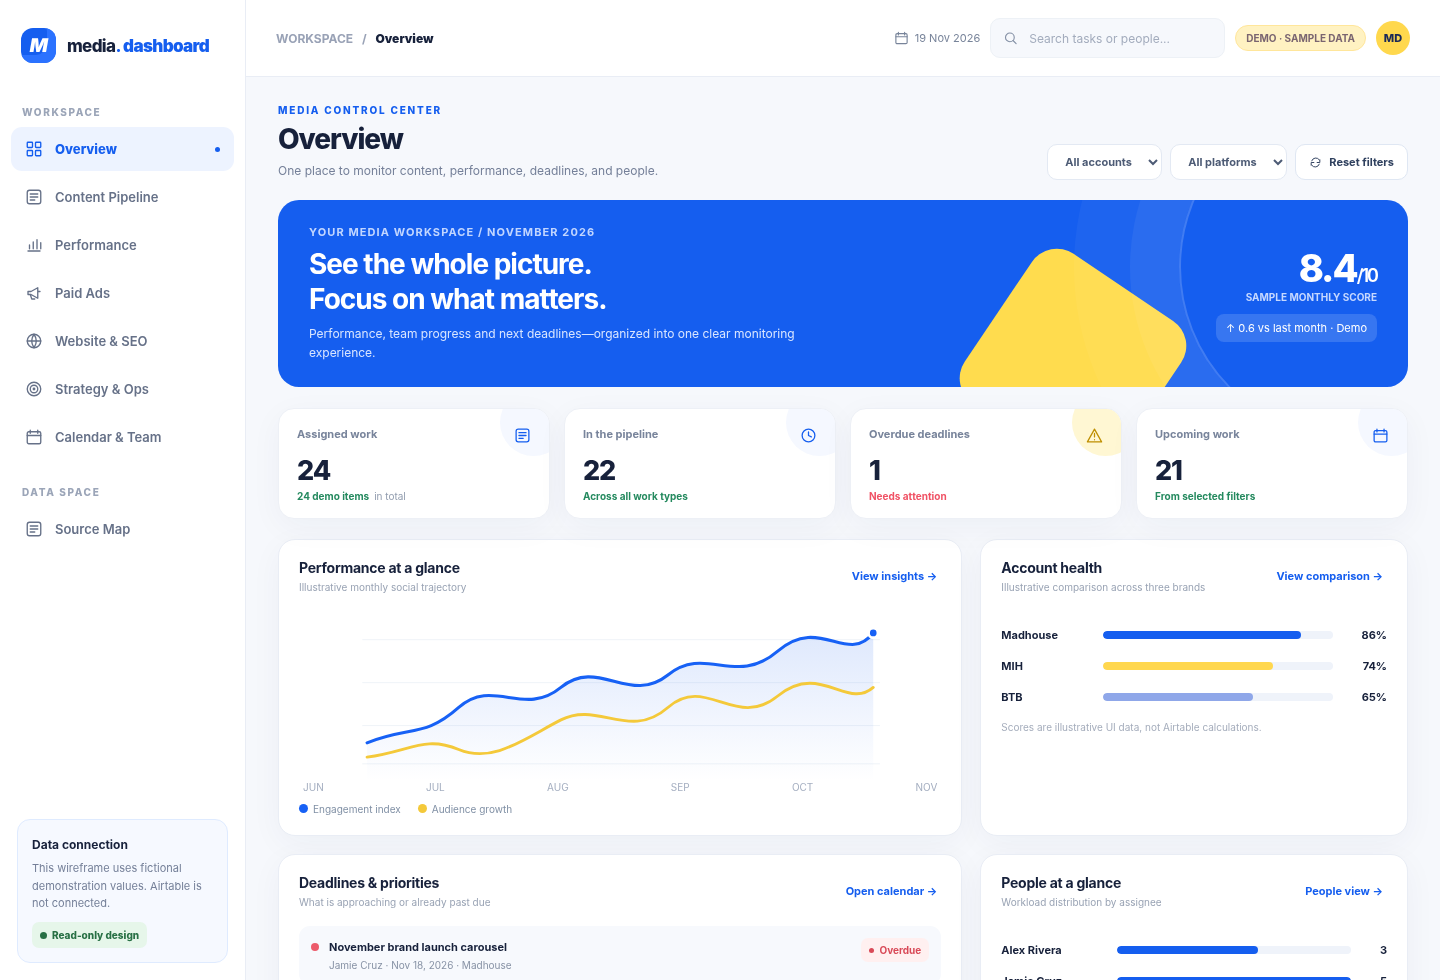 M media.dashboard
WORKSPACE
Overview
Content Pipeline
Performance
Paid Ads
Website & SEO
Strategy & Ops
Calendar & Team
DATA SPACE
Source Map
Data connection
This wireframe uses fictional
demonstration values. Airtable is
not connected.
Read-only design
WORKSPACE / Overview
19 Nov 2026
Search tasks or people...
DEMO · SAMPLE DATA
MD
MEDIA CONTROL CENTER
Overview
One place to monitor content, performance, deadlines, and people.
All accounts
All platforms
Reset filters
YOUR MEDIA WORKSPACE / NOVEMBER 2026
See the whole picture.
Focus on what matters.
Performance, team progress and next deadlines—organized into one clear monitoring
experience.
8.4/10
SAMPLE MONTHLY SCORE
↑ 0.6 vs last month · Demo
Assigned work
24
24 demo items in total
In the pipeline
22
Across all work types
Overdue deadlines
1
Needs attention
Upcoming work
21
From selected filters
Performance at a glance
Illustrative monthly social trajectory
View insights →
JUN JUL AUG SEP OCT NOV
Engagement index Audience growth
Account health
Illustrative comparison across three brands
View comparison →
Madhouse 86%
MIH 74%
BTB 65%
Scores are illustrative UI data, not Airtable calculations.
Deadlines & priorities
What is approaching or already past due
Open calendar →
November brand launch carousel
Jamie Cruz · Nov 18, 2026 · Madhouse
Overdue
People at a glance
Workload distribution by assignee
People view →
Alex Rivera 3
Jamie Cruz 5